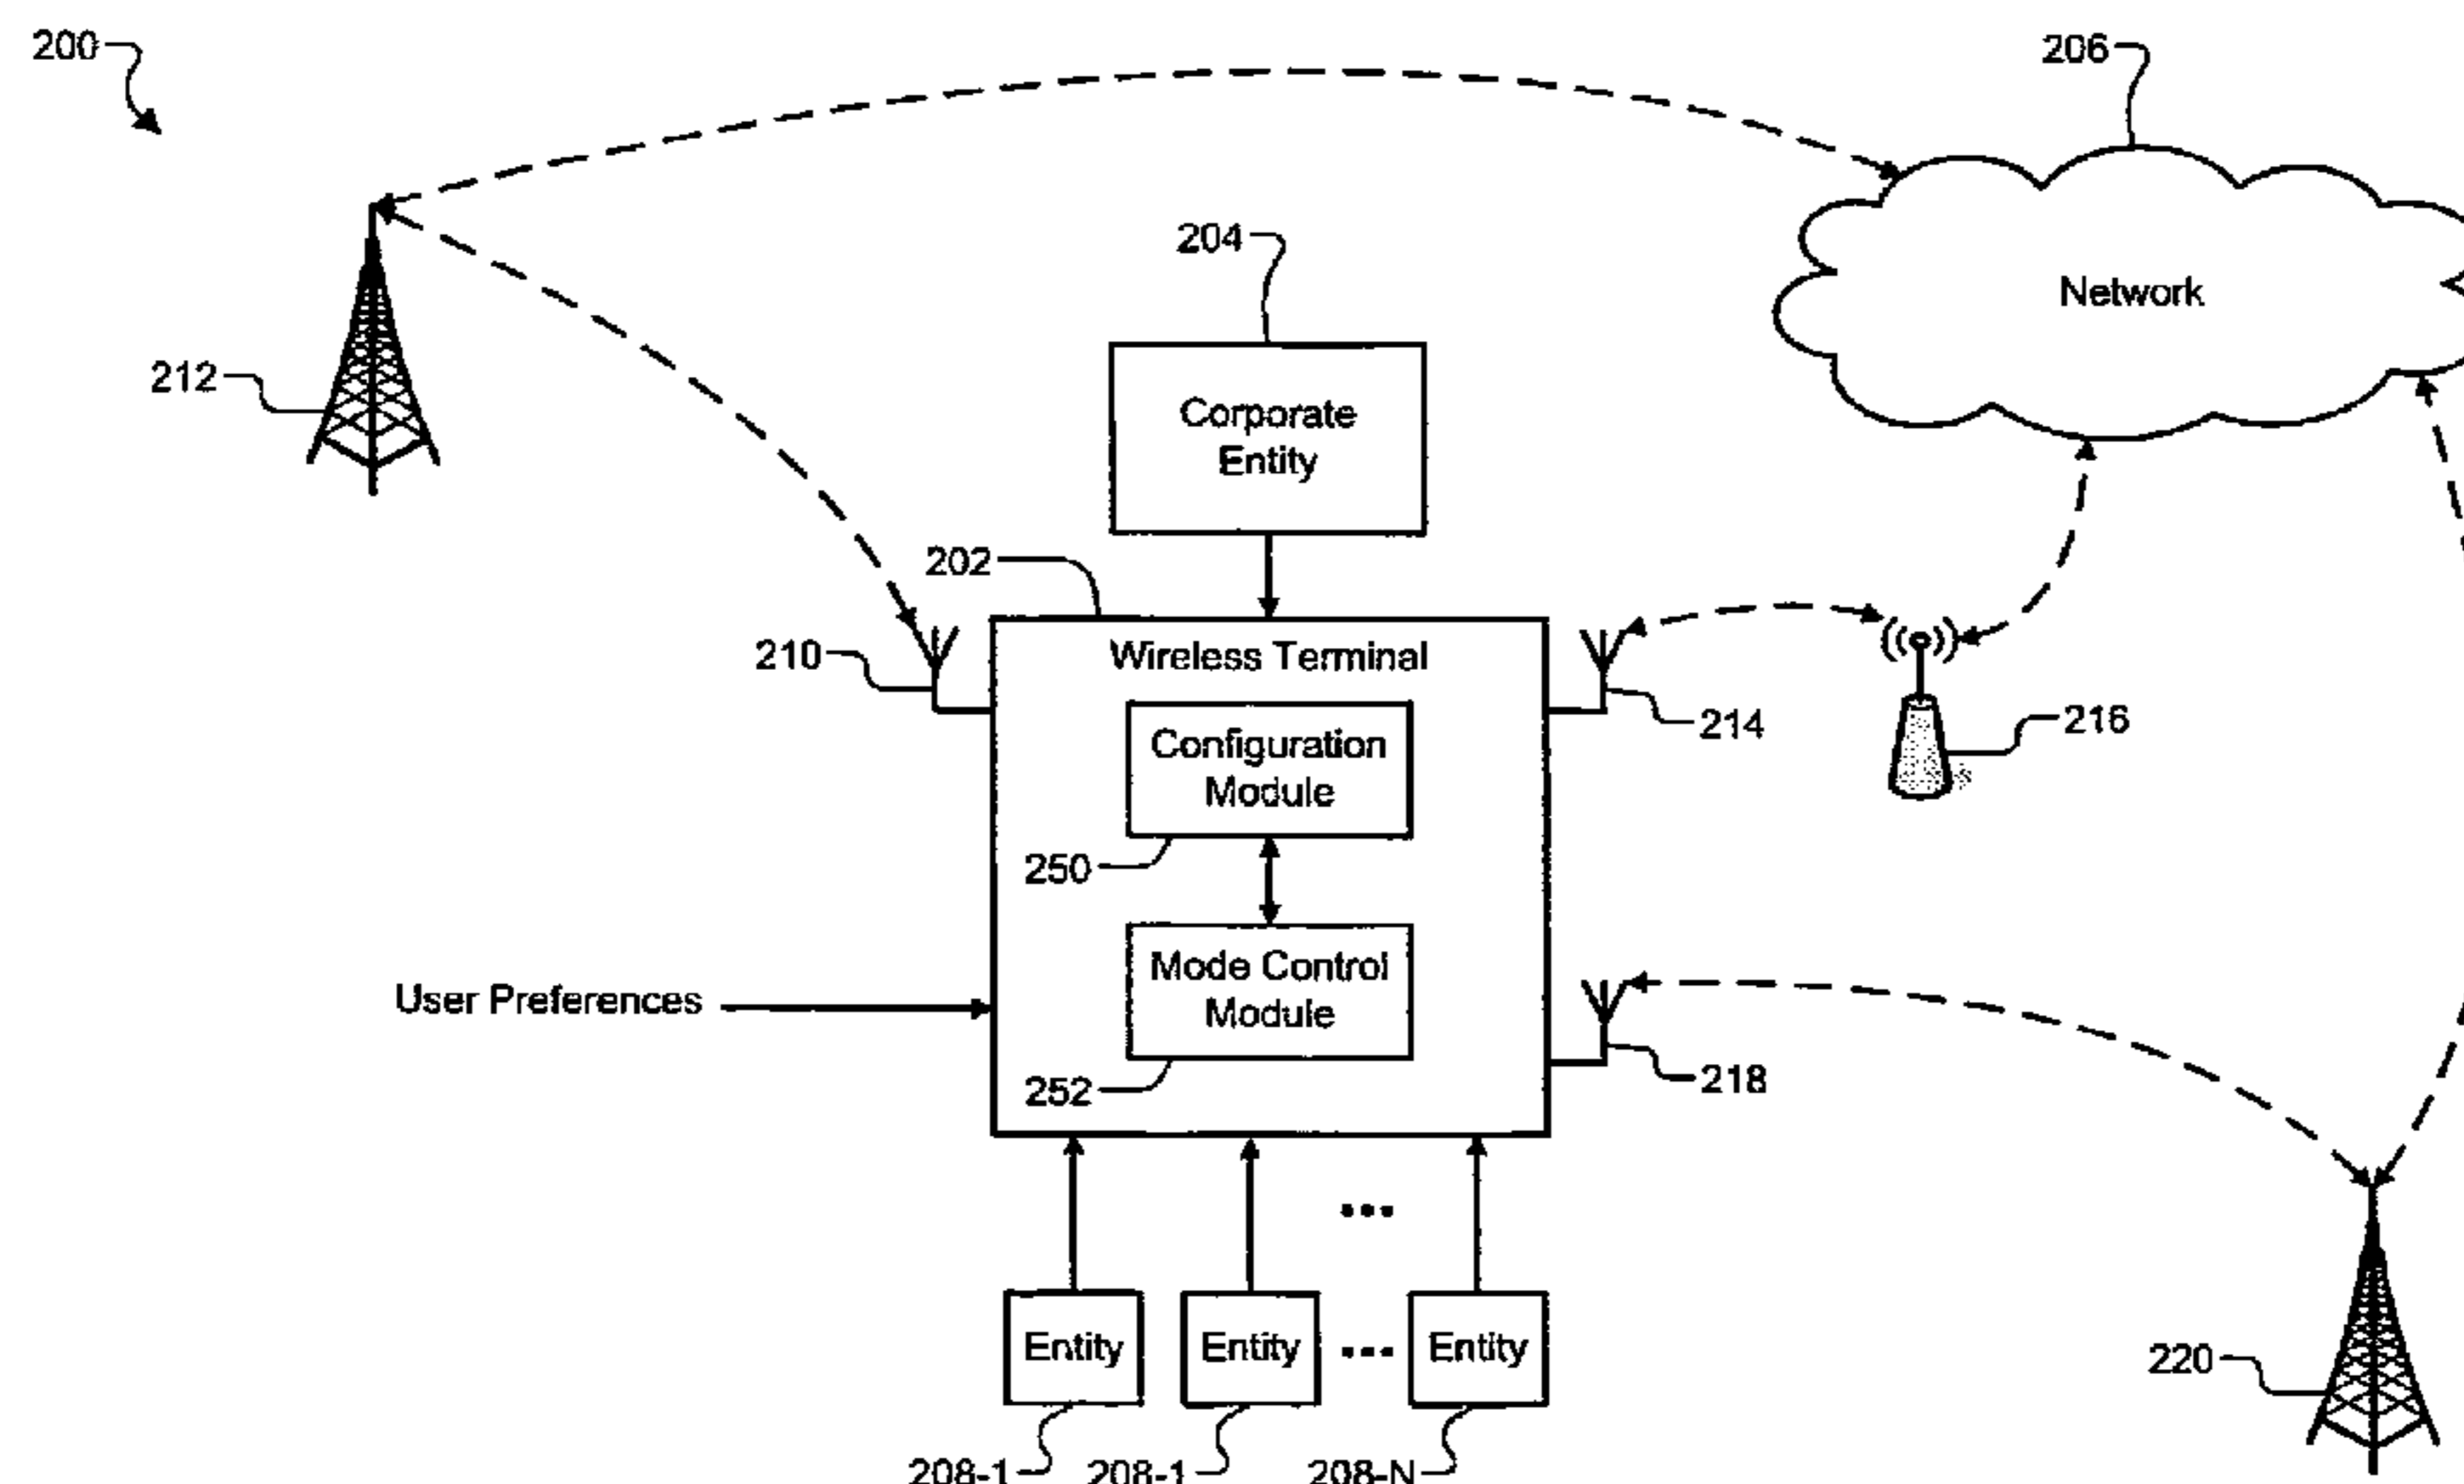 200
206
204
Network
212
Corporate
Entity
202
210
Wireless Terminal
214
216
Configuration
Module
250
Mode Control
Module
User Preferences
252
218
...
Entity
Entity
...
Entity
220
208-1
208-1
208-N